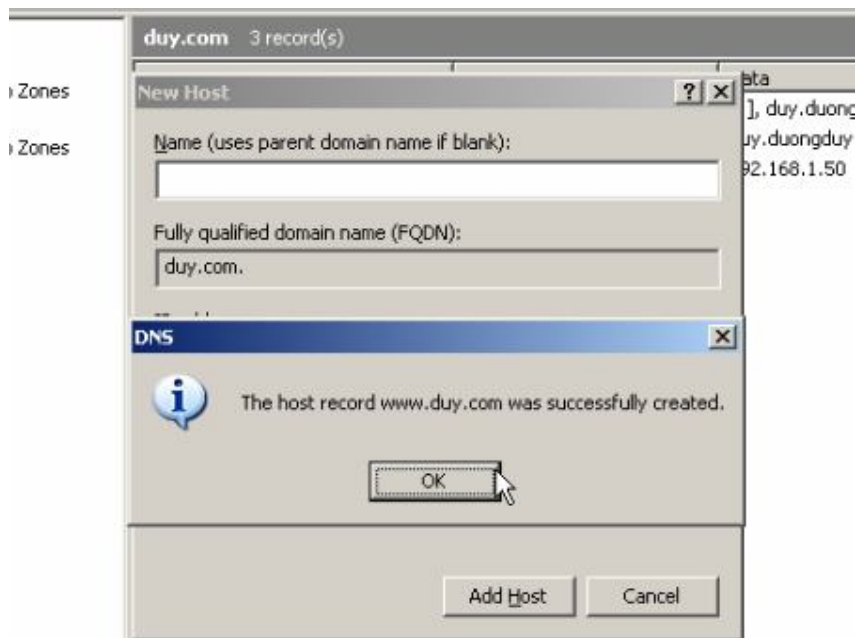 duy.com 3 record(s)
Zones
Zones
New Host
Name (uses parent domain name if blank):
Fully qualified domain name (FQDN):
duy.com.
ata
], duy.duong
uy.duongduy
92.168.1.50
DNS
The host record www.duy.com was successfully created.
OK
Add Host
Cancel